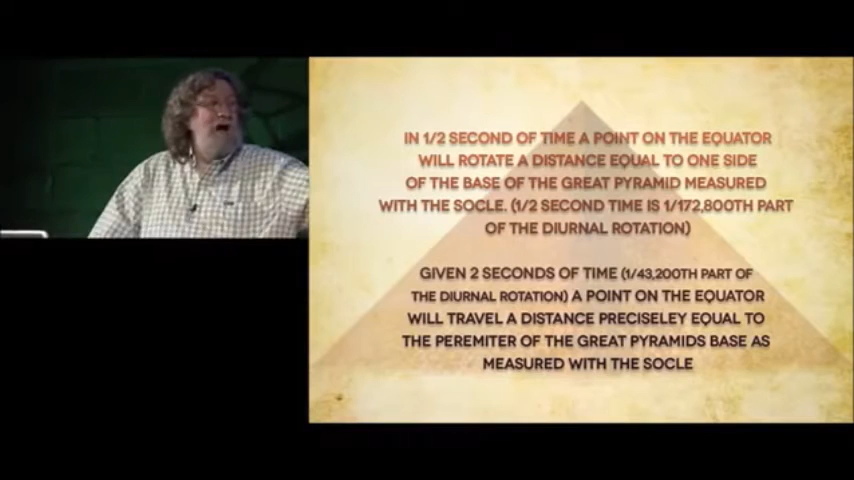 IN 1/2 SECOND OF TIME A POINT ON THE EQUATOR
WILL ROTATE A DISTANCE EQUAL TO ONE SIDE
OF THE BASE OF THE GREAT PYRAMID MEASURED
WITH THE SOCLE. (1/2 SECOND TIME IS 1/172,800TH PART
OF THE DIURNAL ROTATION)
GIVEN 2 SECONDS OF TIME (1/43,200TH PART OF
THE DIURNAL ROTATION) A POINT ON THE EQUATOR
WILL TRAVEL A DISTANCE PRECISELEY EQUAL TO
THE PEREMITER OF THE GREAT PYRAMIDS BASE AS
MEASURED WITH THE SOCLE